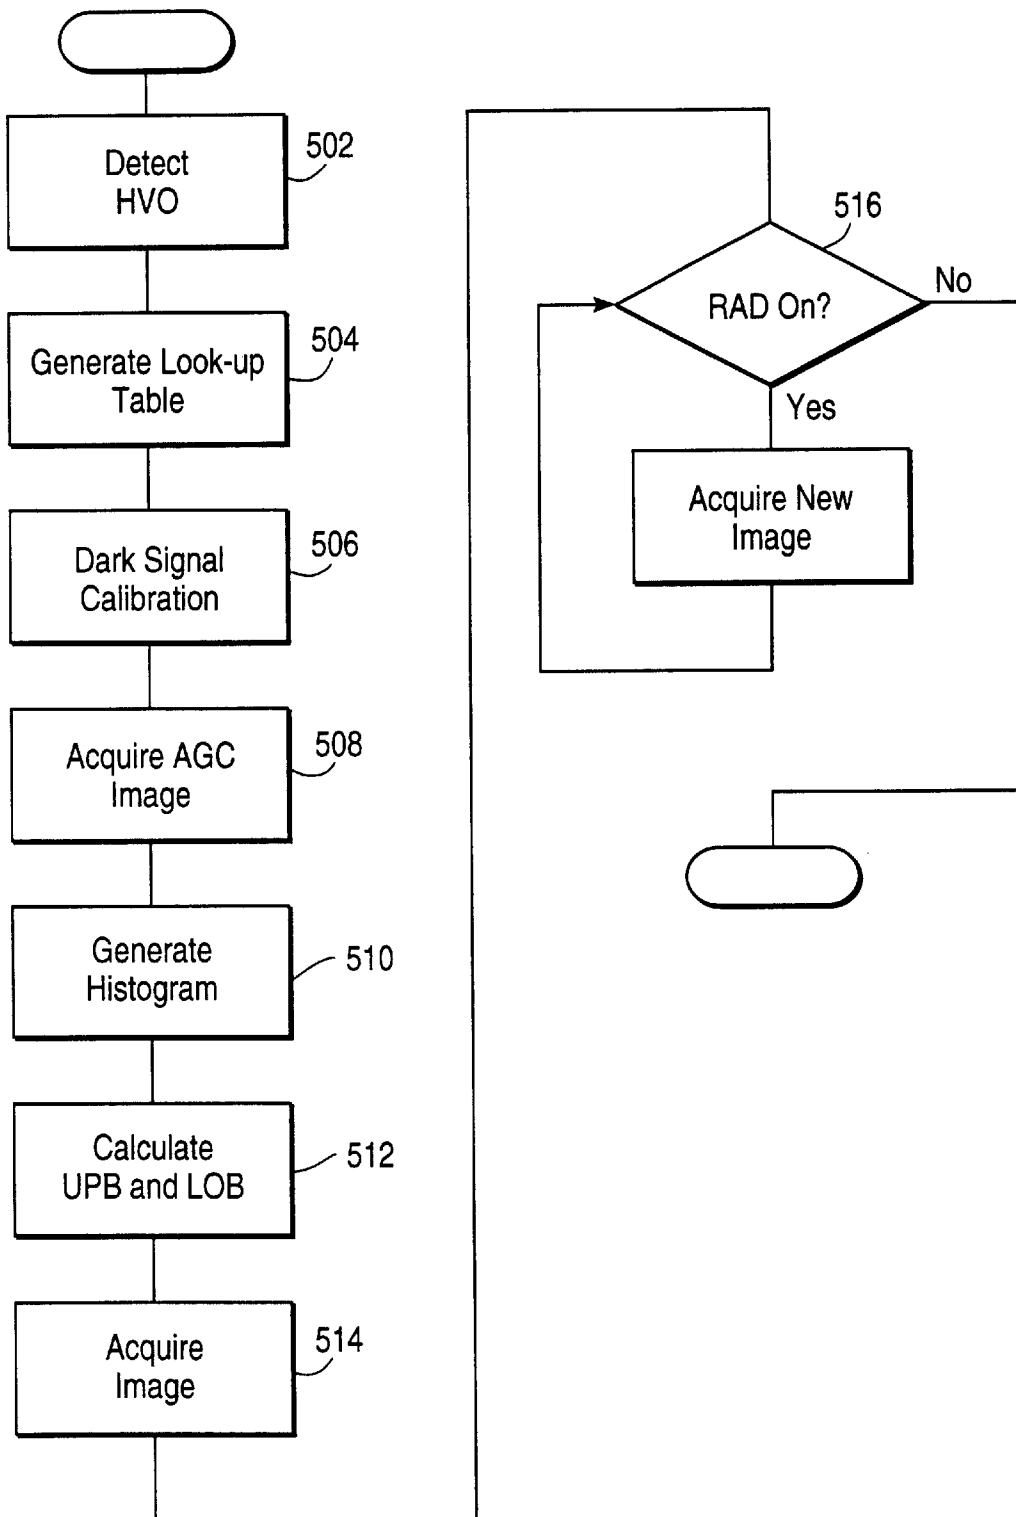 Detect
HVO
502
Generate Look-up
Table
504
Dark Signal
Calibration
506
Acquire AGC
Image
508
Generate
Histogram
510
Calculate
UPB and LOB
512
Acquire
Image
514
516
RAD On?
No
Yes
Acquire New
Image